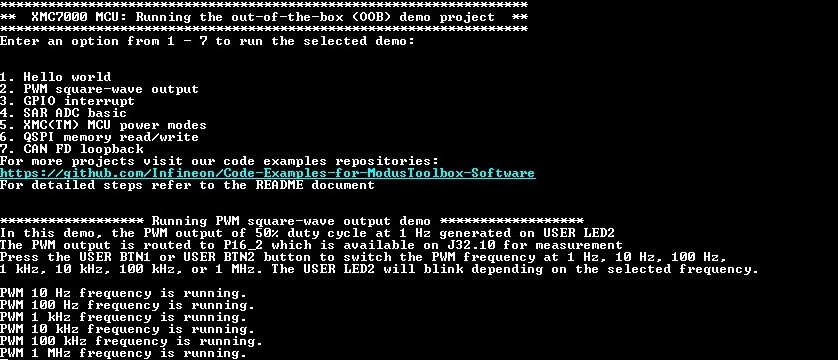 ***********************************************************
**  XMC7000 MCU: Running the out-of-the-box (OOB) demo project  **
***********************************************************
Enter an option from 1 - 7 to run the selected demo:
1. Hello world
2. PWM square-wave output
3. GPIO interrupt
4. SAR ADC basic
5. XMC(TM) MCU power modes
6. QSPI memory read/write
7. CAN FD loopback
For more projects visit our code examples repositories:
https://github.com/Infineon/Code-Examples-for-ModusToolbox-Software
For detailed steps refer to the README document
****************** Running PWM square-wave output demo ******************
In this demo, the PWM output of 50% duty cycle at 1 Hz generated on USER LED2
The PWM output is routed to P16_2 which is available on J32.10 for measurement
Press the USER BTN1 or USER BTN2 button to switch the PWM frequency at 1 Hz, 10 Hz, 100 Hz,
1 kHz, 10 kHz, 100 kHz, or 1 MHz. The USER LED2 will blink depending on the selected frequency.
PWM 10 Hz frequency is running.
PWM 100 Hz frequency is running.
PWM 1 kHz frequency is running.
PWM 10 kHz frequency is running.
PWM 100 kHz frequency is running.
PWM 1 MHz frequency is running.